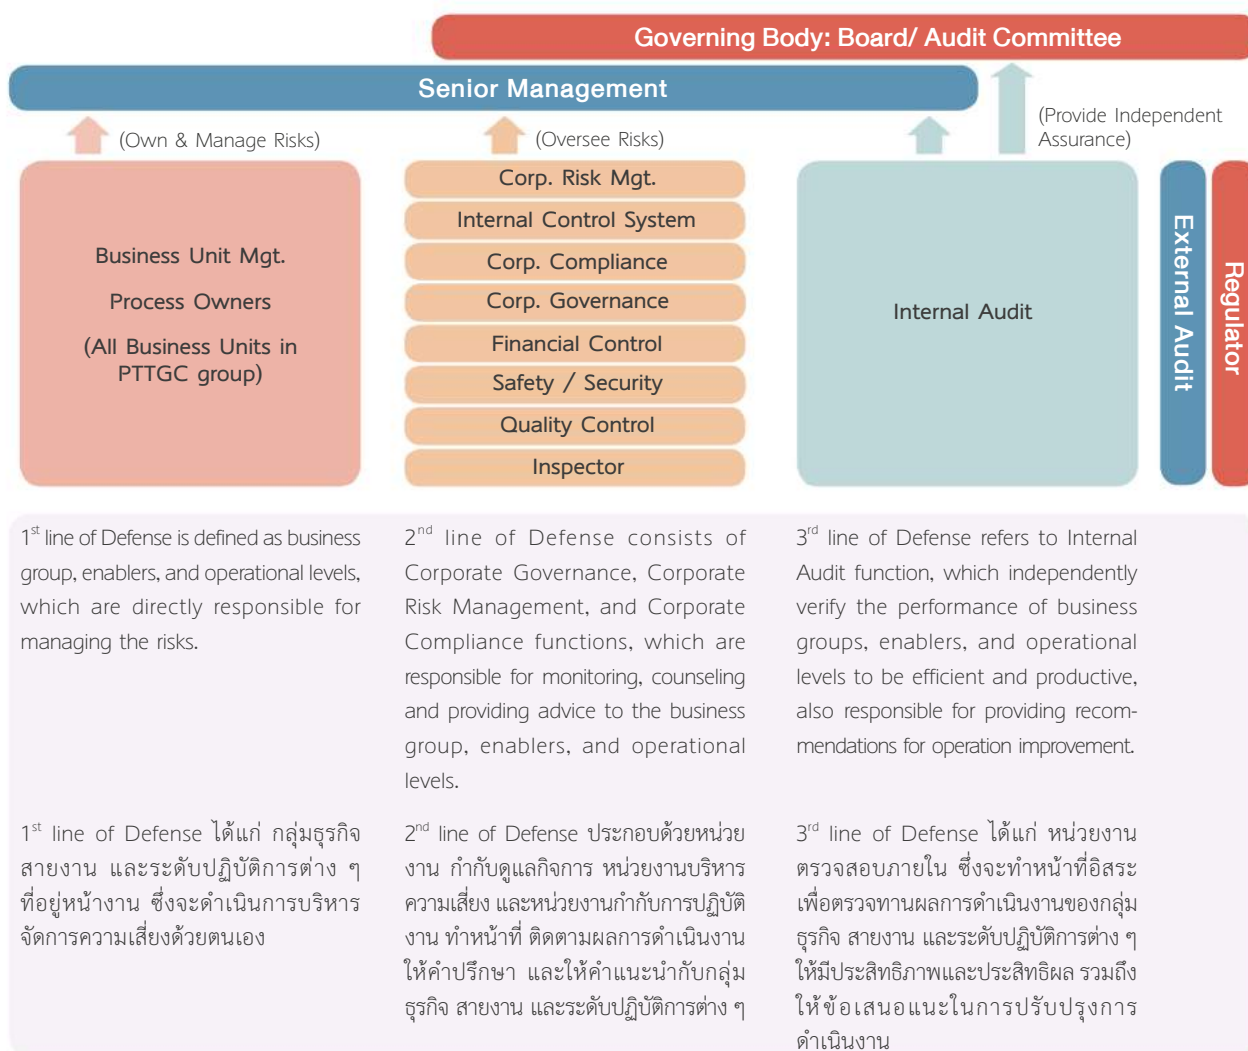 Governing Body: Board/ Audit Committee
Senior Management
(Own & Manage Risks)
(Oversee Risks)
(Provide Independent
Assurance)
Business Unit Mgt.
Process Owners
(All Business Units in
PTTGC group)
Corp. Risk Mgt.
Internal Control System
Corp. Compliance
Corp. Governance
Financial Control
Safety / Security
Quality Control
Inspector
Internal Audit
External Audit
Regulator
1st line of Defense is defined as business
group, enablers, and operational levels,
which are directly responsible for
managing the risks.
2nd line of Defense consists of
Corporate Governance, Corporate
Risk Management, and Corporate
Compliance functions, which are
responsible for monitoring, counseling
and providing advice to the business
group, enablers, and operational
levels.
3rd line of Defense refers to Internal
Audit function, which independently
verify the performance of business
groups, enablers, and operational
levels to be efficient and productive,
also responsible for providing recom-
mendations for operation improvement.
1st line of Defense ได้แก่ กลุ่มธุรกิจ
สายงาน และระดับปฏิบัติการต่าง ๆ
ที่อยู่หน้างาน ซึ่งจะดำเนินการบริหาร
จัดการความเสี่ยงด้วยตนเอง
2nd line of Defense ประกอบด้วยหน่วย
งาน กำกับดูแลกิจการ หน่วยงานบริหาร
ความเสี่ยง และหน่วยงานกำกับการปฏิบัติ
งาน ทำหน้าที่ ติดตามผลการดำเนินงาน
ให้คำปรึกษา และให้คำแนะนำกับกลุ่ม
ธุรกิจ สายงาน และระดับปฏิบัติการต่าง ๆ
3rd line of Defense ได้แก่ หน่วยงาน
ตรวจสอบภายใน ซึ่งจะทำหน้าที่อิสระ
เพื่อตรวจทานผลการดำเนินงานของกลุ่ม
ธุรกิจ สายงาน และระดับปฏิบัติการต่าง ๆ
ให้มีประสิทธิภาพและประสิทธิผล รวมถึง
ให้ข้อเสนอแนะในการปรับปรุงการ
ดำเนินงาน